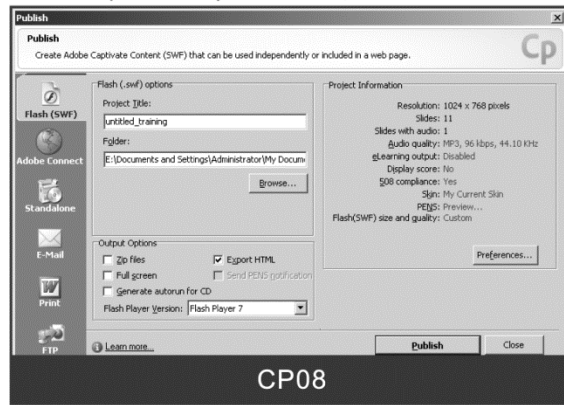 Publish
Publish
Create Adobe Captivate Content (SWF) that can be used independently or included in a web page.
Cp
Flash (SWF)
Adobe Connect
Standalone
E-Mail
Print
FTP
Flash (.swf) options
Project Title:
untitled_training
Folder:
E:\Documents and Settings\Administrator\My Docum
Browse...
Output Options
Zip files
Export HTML
Full screen
Send PENS notification
Generate autorun for CD
Flash Player Version: Flash Player 7
Project Information
Resolution: 1024 x 768 pixels
Slides: 11
Slides with audio: 1
Audio quality: MP3, 96 kbps, 44.10 KHz
eLearning output: Disabled
Display score: No
508 compliance: Yes
Skin: My Current Skin
PENS: Preview...
Flash(SWF) size and quality: Custom
Preferences...
Learn more...
Publish
Close
CP08